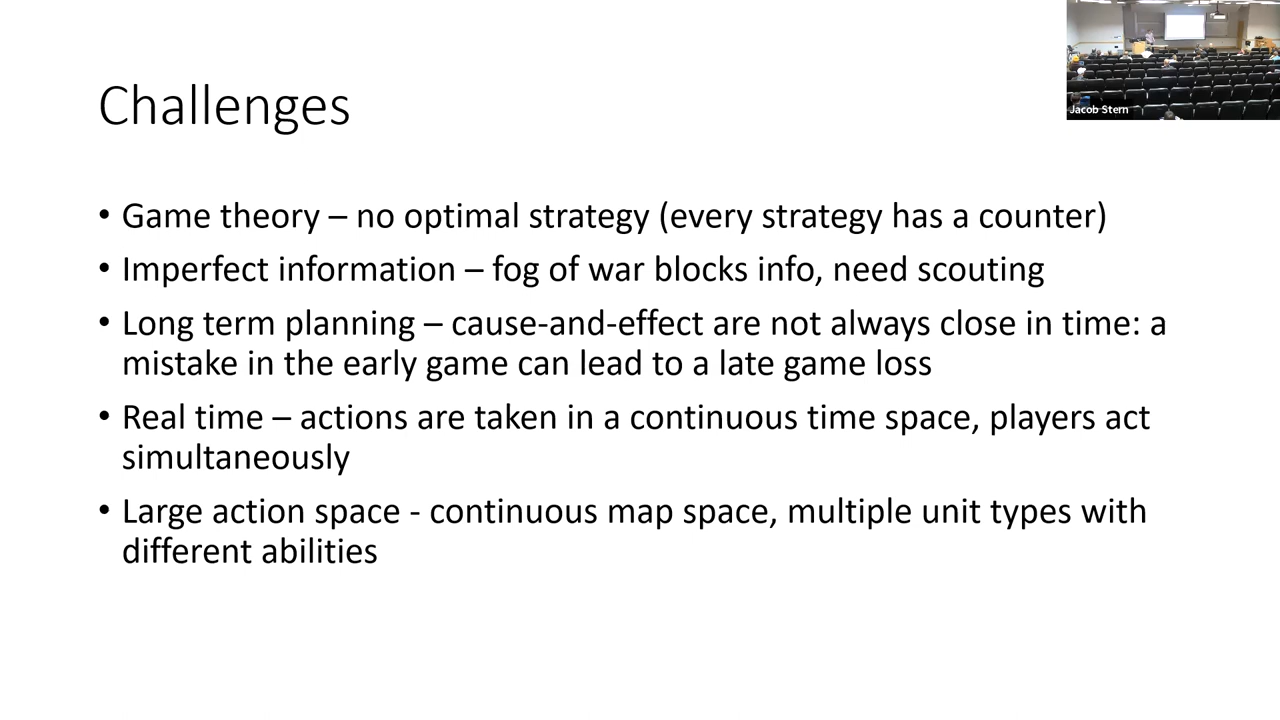 Jacob Stern
Challenges
• Game theory – no optimal strategy (every strategy has a counter)
• Imperfect information – fog of war blocks info, need scouting
• Long term planning – cause-and-effect are not always close in time: a
mistake in the early game can lead to a late game loss
• Real time – actions are taken in a continuous time space, players act
simultaneously
• Large action space - continuous map space, multiple unit types with
different abilities